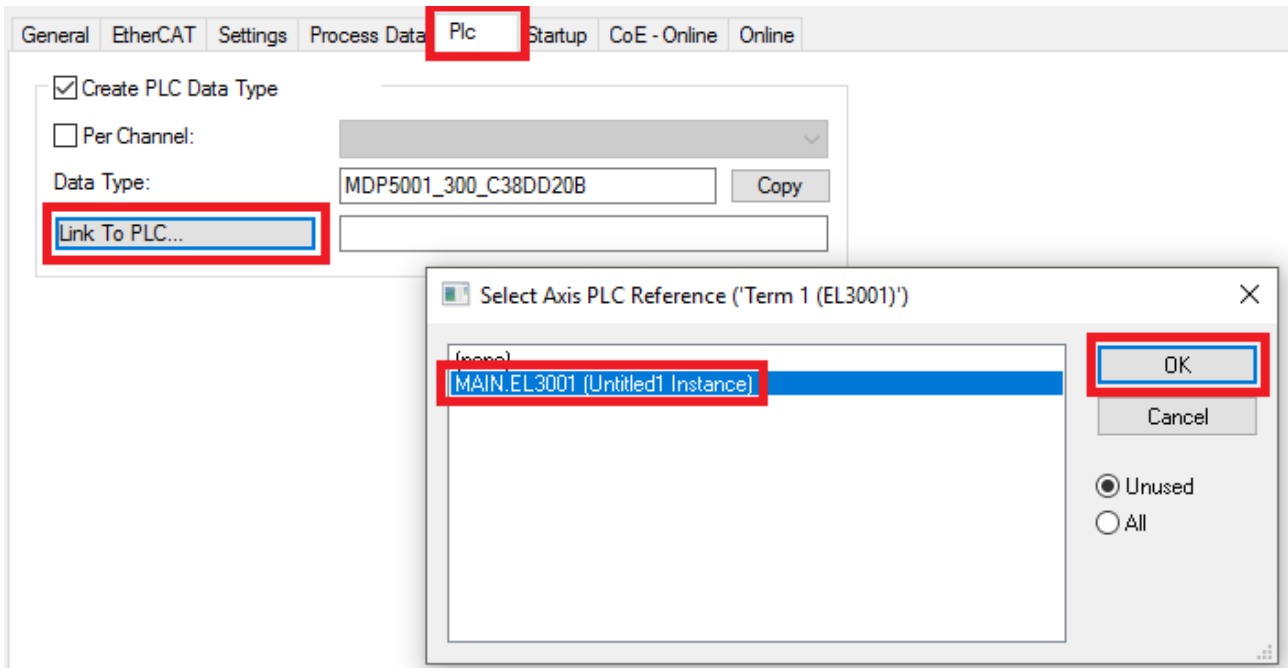 General EtherCAT Settings Process Data Plc Startup CoE - Online Online
Create PLC Data Type
Per Channel:
Data Type: MDP5001_300_C38DD20B Copy
Link To PLC...
Select Axis PLC Reference ('Term 1 (EL3001)')
(none)
MAIN.EL3001 (Untitled1 Instance)
OK
Cancel
Unused
All